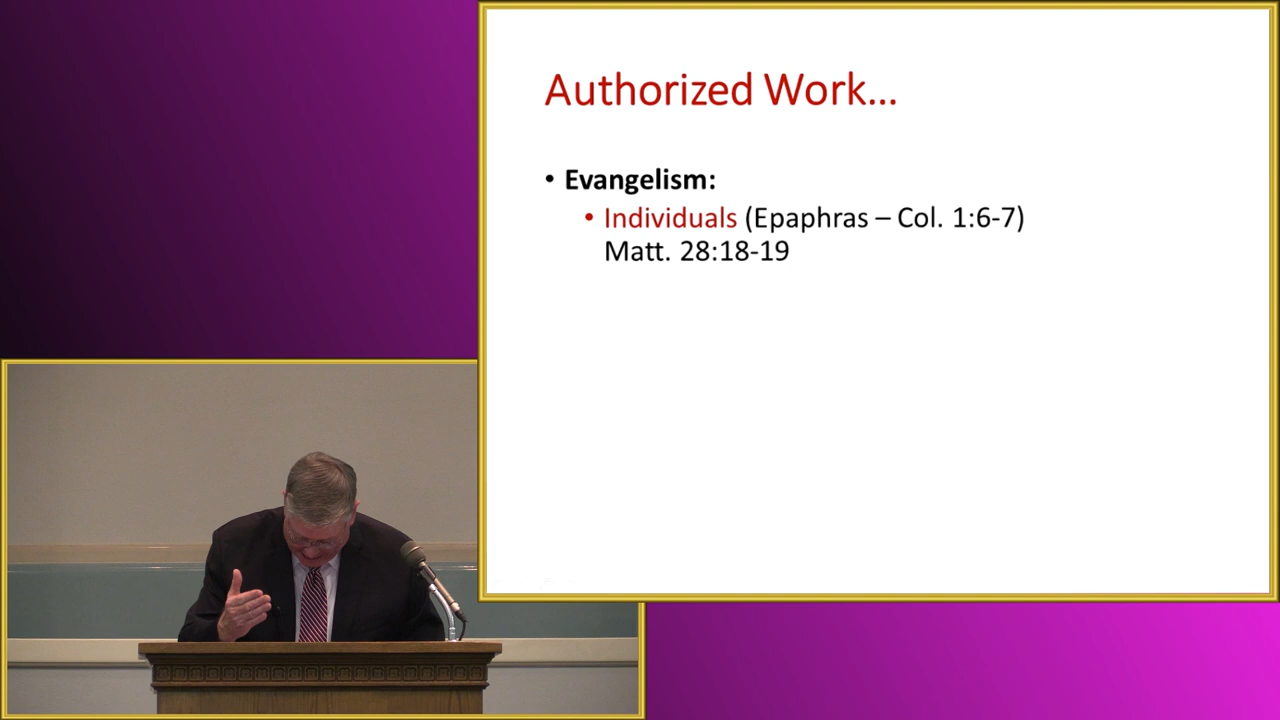 Authorized Work…
• Evangelism:
• Individuals (Epaphras – Col. 1:6-7)
Matt. 28:18-19